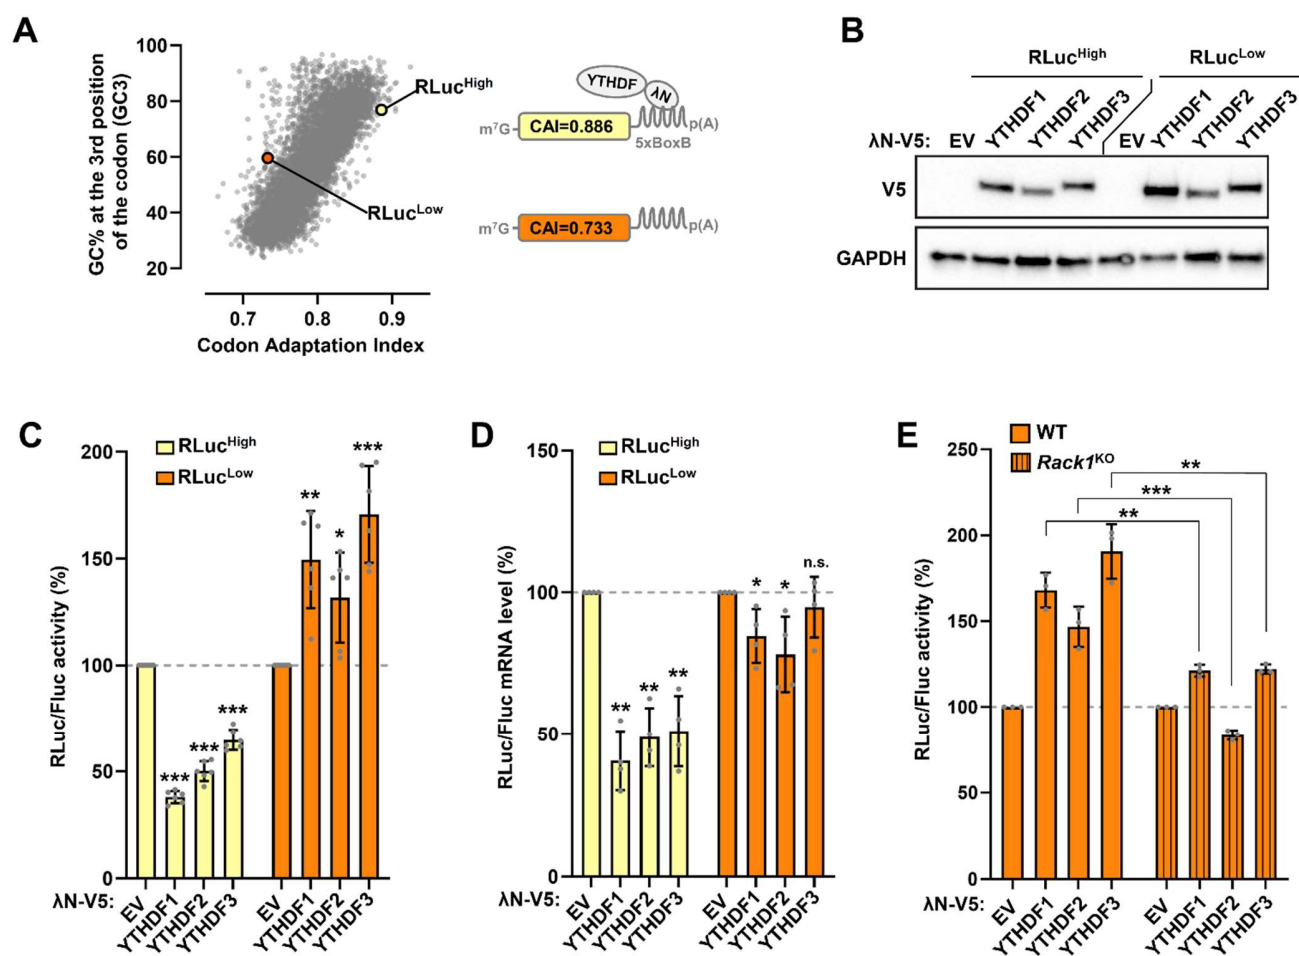 A
GC% at the 3rd position
of the codon (GC3)
100
80
60
40
20
0.7 0.8 0.9
Codon Adaptation Index
RLucHigh
RLucLow
YTHDF
λN
m7G
CAI=0.886
p(A)
5xBoxB
m7G
CAI=0.733
p(A)
B
RLucHigh RLucLow
λN-V5: EV YTHDF1 YTHDF2 YTHDF3 EV YTHDF1 YTHDF2 YTHDF3
V5
GAPDH
C
RLucHigh
RLucLow
RLuc/Fluc activity (%)
200
150
100
50
0
*** *** *** ** * ***
λN-V5: EV YTHDF1 YTHDF2 YTHDF3 EV YTHDF1 YTHDF2 YTHDF3
D
RLucHigh
RLucLow
RLuc/Fluc mRNA level (%)
150
100
50
0
** ** ** * * n.s.
λN-V5: EV YTHDF1 YTHDF2 YTHDF3 EV YTHDF1 YTHDF2 YTHDF3
E
WT
Rack1KO
RLuc/Fluc activity (%)
250
200
150
100
50
0
**
***
**
λN-V5: EV YTHDF1 YTHDF2 YTHDF3 EV YTHDF1 YTHDF2 YTHDF3